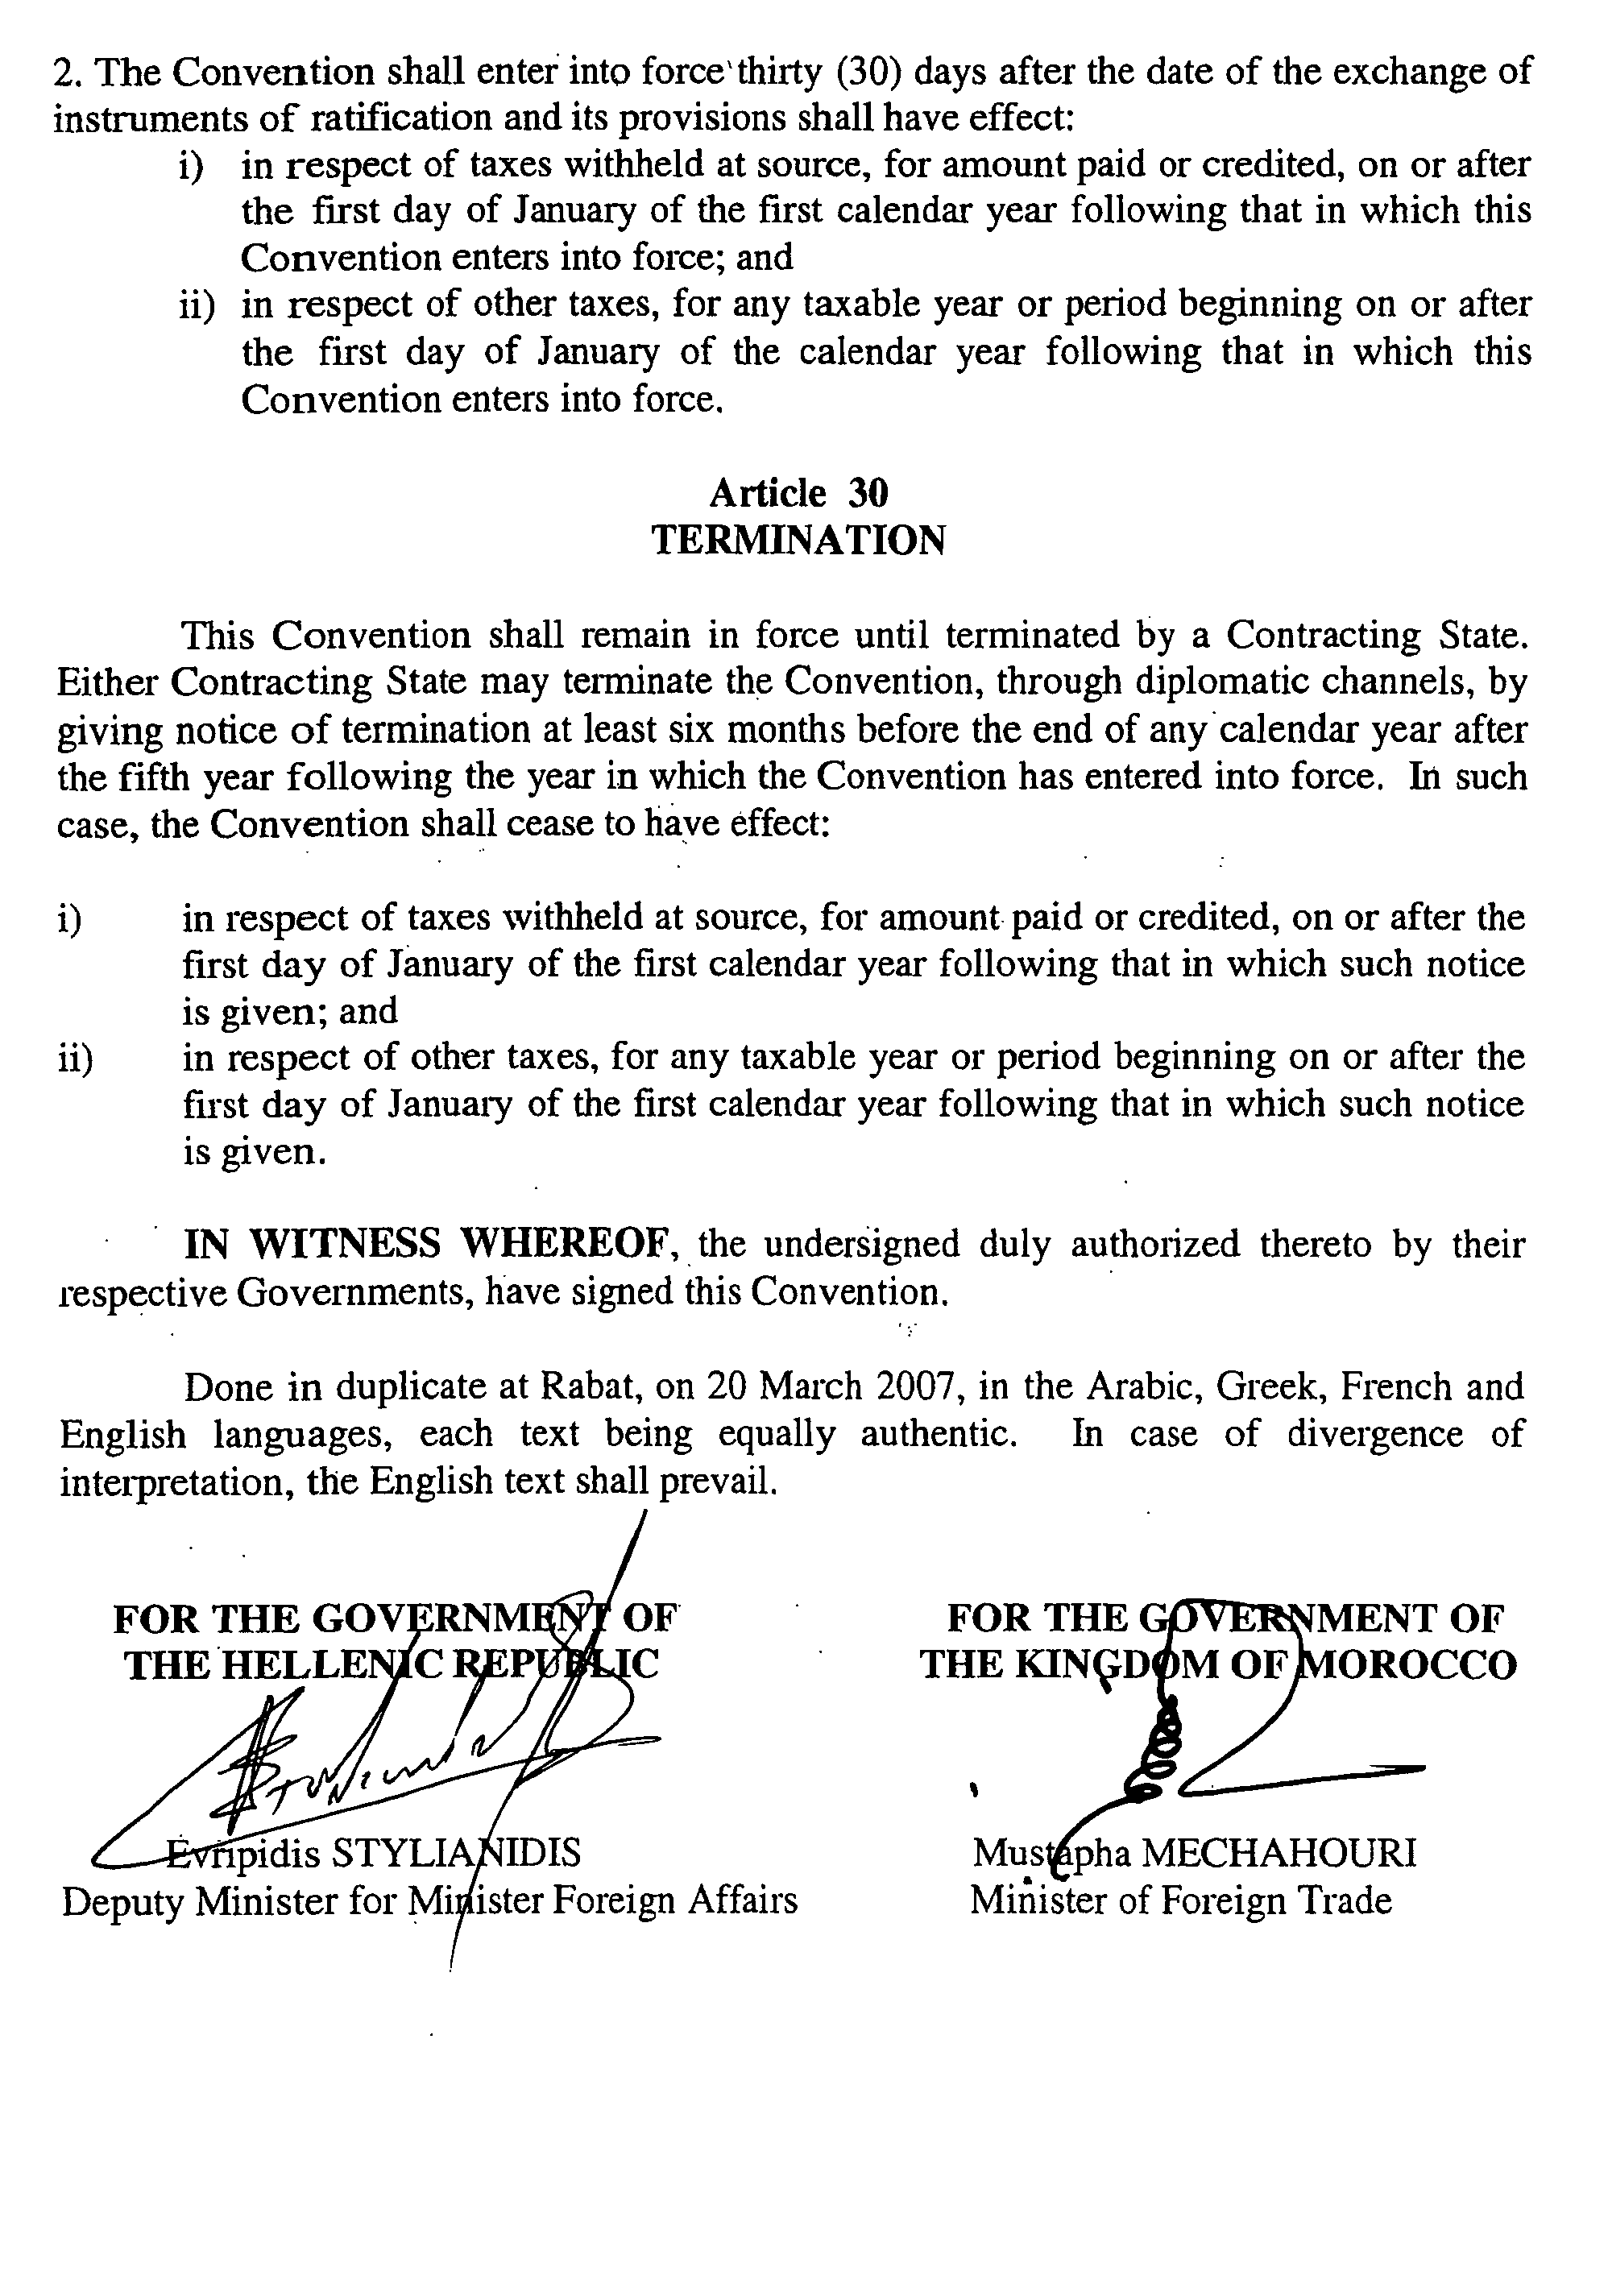 2. The Convention shall enter into force thirty (30) days after the date of the exchange of
instruments of ratification and its provisions shall have effect:
i) in respect of taxes withheld at source, for amount paid or credited, on or after
the first day of January of the first calendar year following that in which this
Convention enters into force; and
ii) in respect of other taxes, for any taxable year or period beginning on or after
the first day of January of the calendar year following that in which this
Convention enters into force.
Article 30
TERMINATION
This Convention shall remain in force until terminated by a Contracting State.
Either Contracting State may terminate the Convention, through diplomatic channels, by
giving notice of termination at least six months before the end of any calendar year after
the fifth year following the year in which the Convention has entered into force. In such
case, the Convention shall cease to have effect:
i) in respect of taxes withheld at source, for amount paid or credited, on or after the
first day of January of the first calendar year following that in which such notice
is given; and
ii) in respect of other taxes, for any taxable year or period beginning on or after the
first day of January of the first calendar year following that in which such notice
is given.
IN WITNESS WHEREOF, the undersigned duly authorized thereto by their
respective Governments, have signed this Convention.
Done in duplicate at Rabat, on 20 March 2007, in the Arabic, Greek, French and
English languages, each text being equally authentic. In case of divergence of
interpretation, the English text shall prevail.
FOR THE GOVERNMENT OF
THE HELLENIC REPUBLIC
Evripidis STYLIANIDIS
Deputy Minister for Minister Foreign Affairs
FOR THE GOVERNMENT OF
THE KINGDOM OF MOROCCO
Mustapha MECHAHOURI
Minister of Foreign Trade